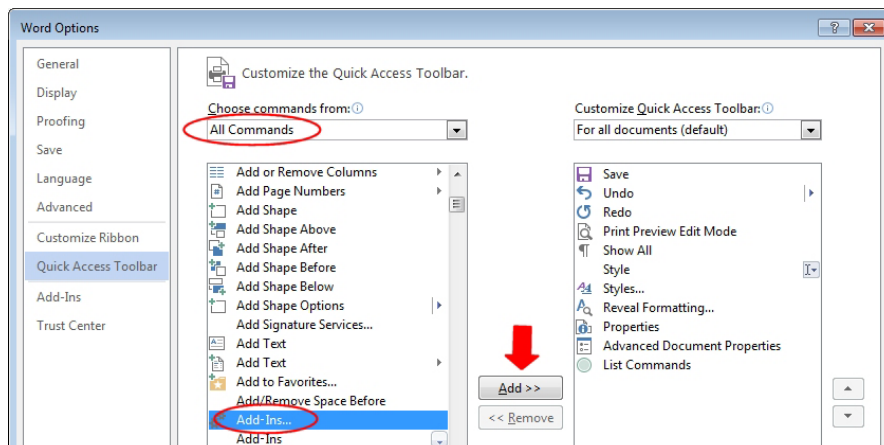 Word Options
General
Display
Proofing
Save
Language
Advanced
Customize Ribbon
Quick Access Toolbar
Add-Ins
Trust Center
Customize the Quick Access Toolbar.
Choose commands from:
All Commands
Add or Remove Columns
Add Page Numbers
Add Shape
Add Shape Above
Add Shape After
Add Shape Before
Add Shape Below
Add Shape Options
Add Signature Services...
Add Text
Add Text
Add to Favorites...
Add/Remove Space Before
Add-Ins...
Add-Ins
Add >>
<< Remove
Customize Quick Access Toolbar:
For all documents (default)
Save
Undo
Redo
Print Preview Edit Mode
Show All
Style
Styles...
Reveal Formatting...
Properties
Advanced Document Properties
List Commands